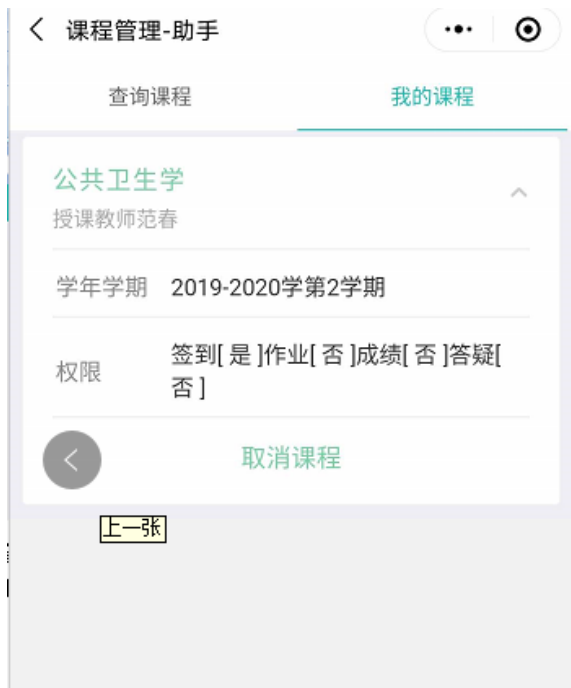 课程管理-助手
查询课程
我的课程
公共卫生学
授课教师范春
学年学期 2019-2020学第2学期
权限 签到[ 是 ]作业[ 否 ]成绩[ 否 ]答疑[
否 ]
取消课程
上一张